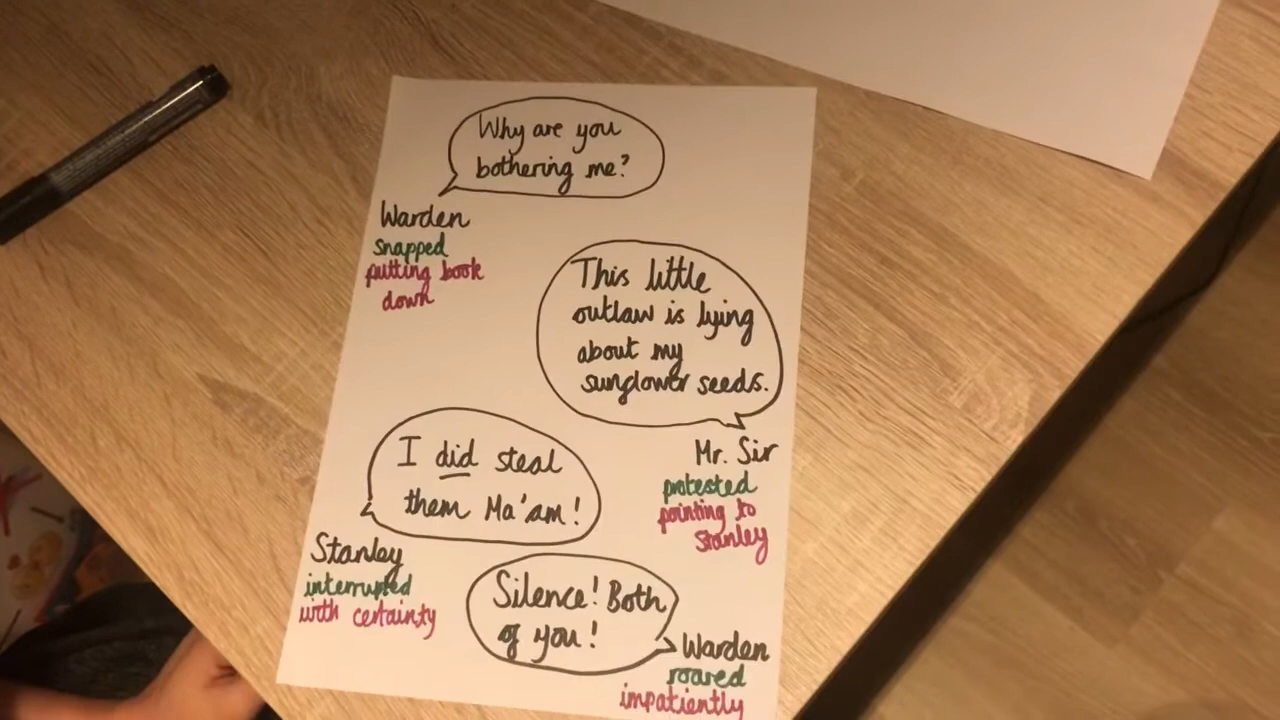 Why are you
bothering me?
Warden
snapped
putting book
down
This little
outlaw is lying
about my
sunflower seeds.
Mr. Sir
protested
pointing to
Stanley
I did steal
them Ma'am!
Stanley
interrupted
with certainty
Silence! Both
of you!
Warden
roared
impatiently